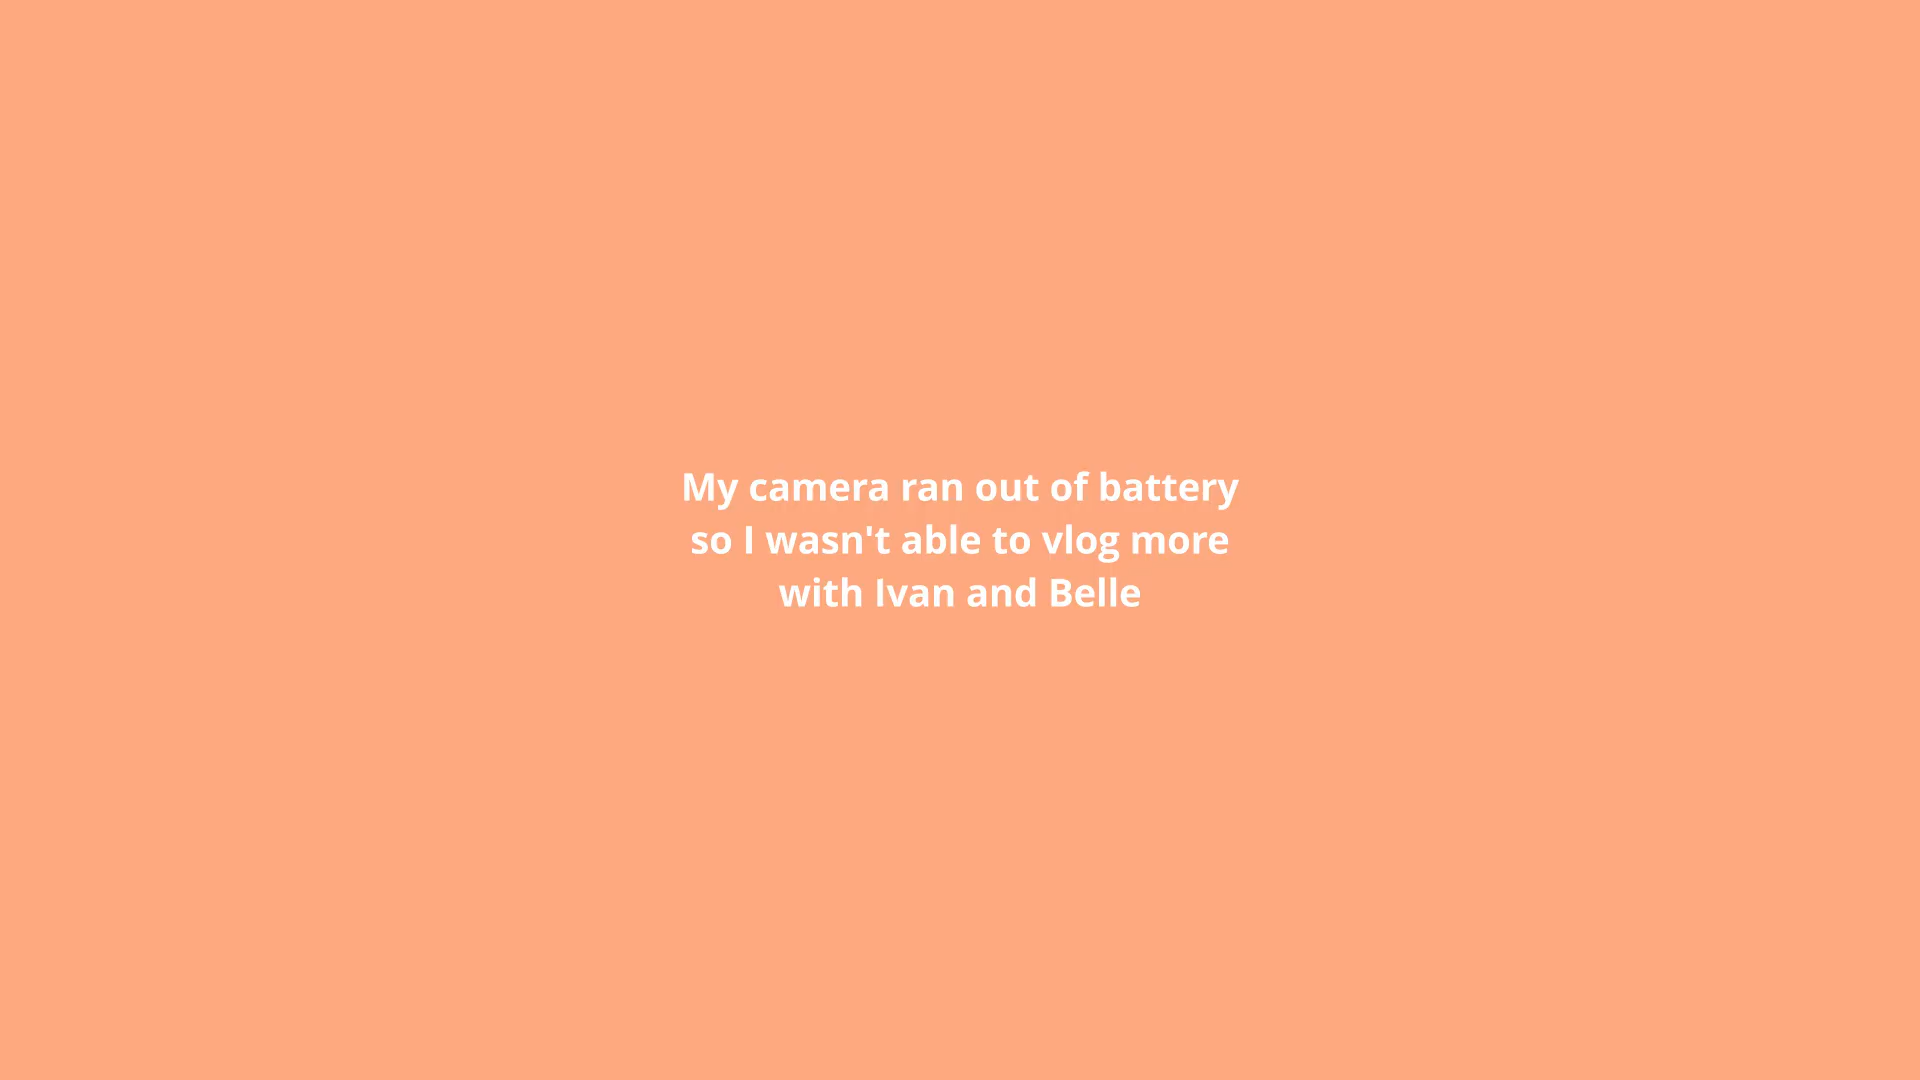 My camera ran out of battery
so I wasn't able to vlog more
with Ivan and Belle